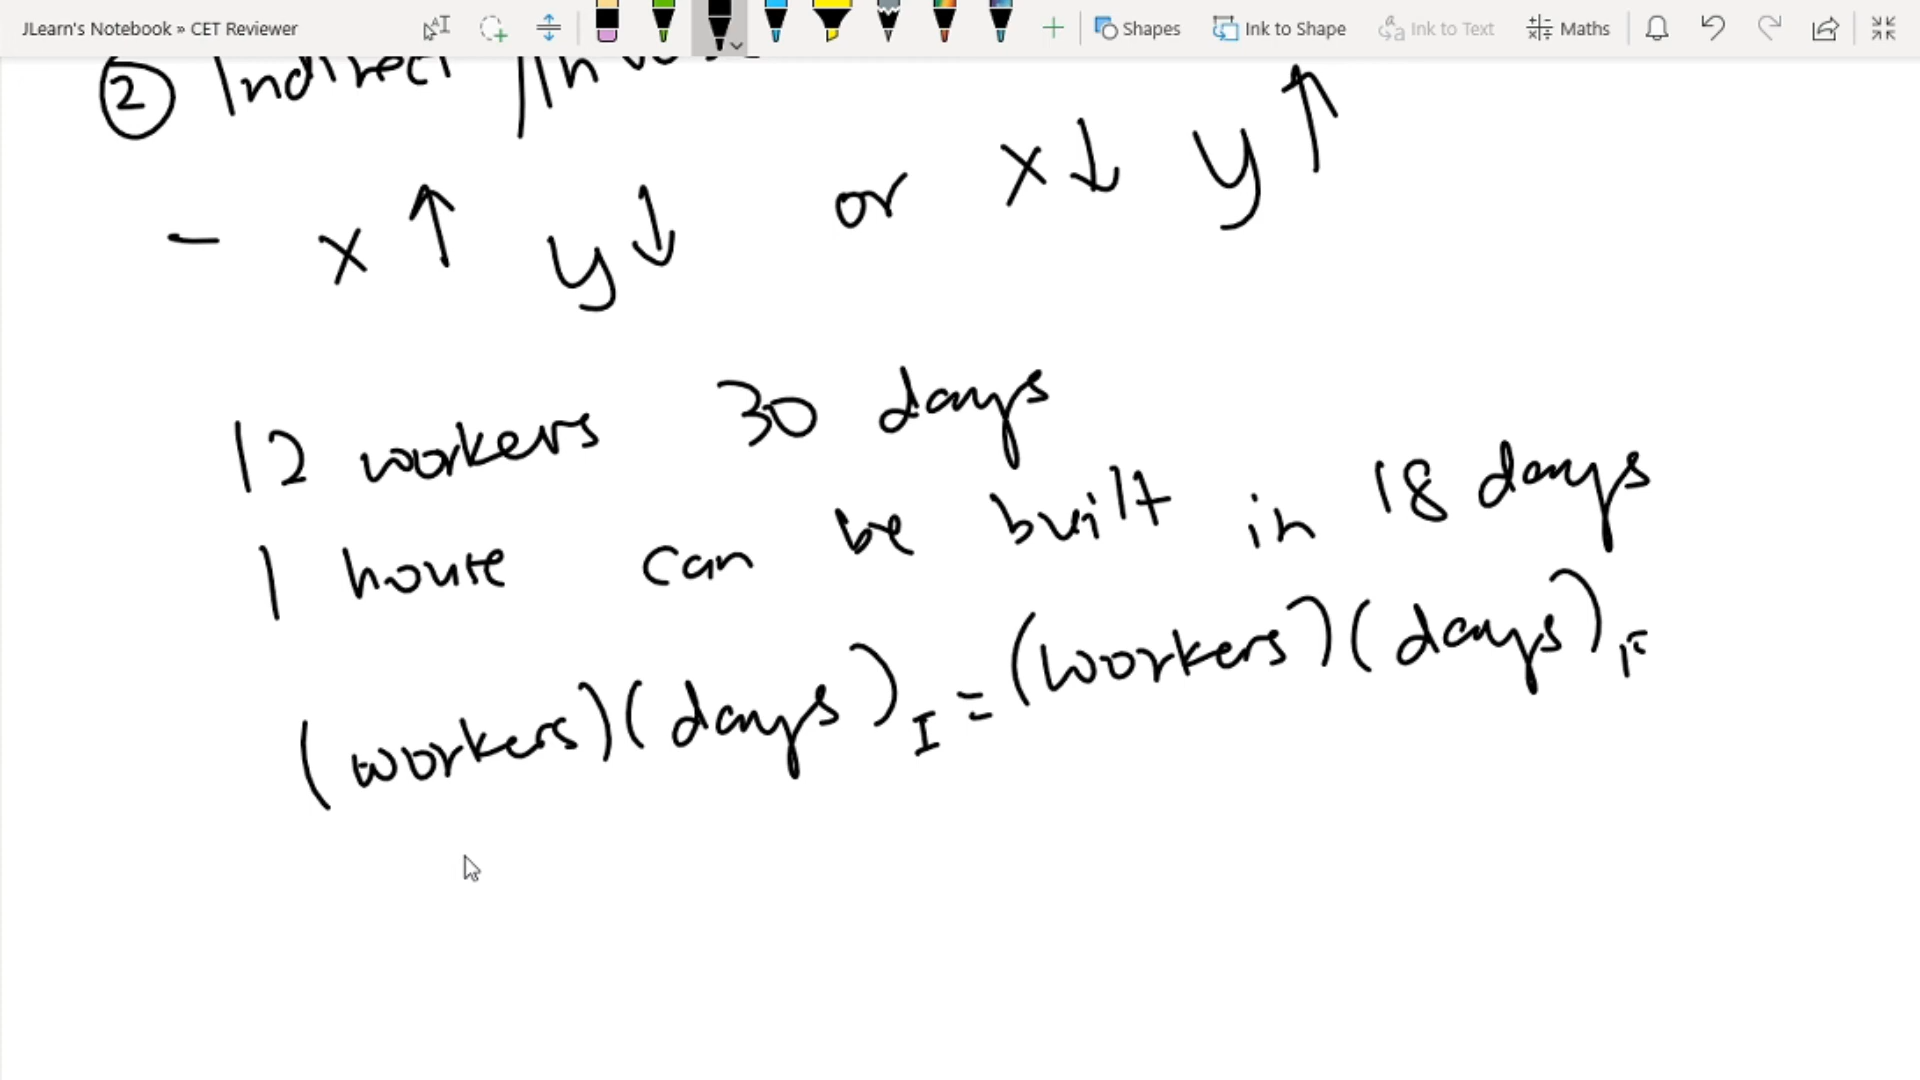 JLearn's Notebook » CET Reviewer Shapes Ink to Shape Ink to Text Maths
② Indirect /
- x ↑ y ↓ or x ↓ y ↑
12 workers 30 days
1 house can be built in 18 days
(workers)(days)I = (workers)(days)F